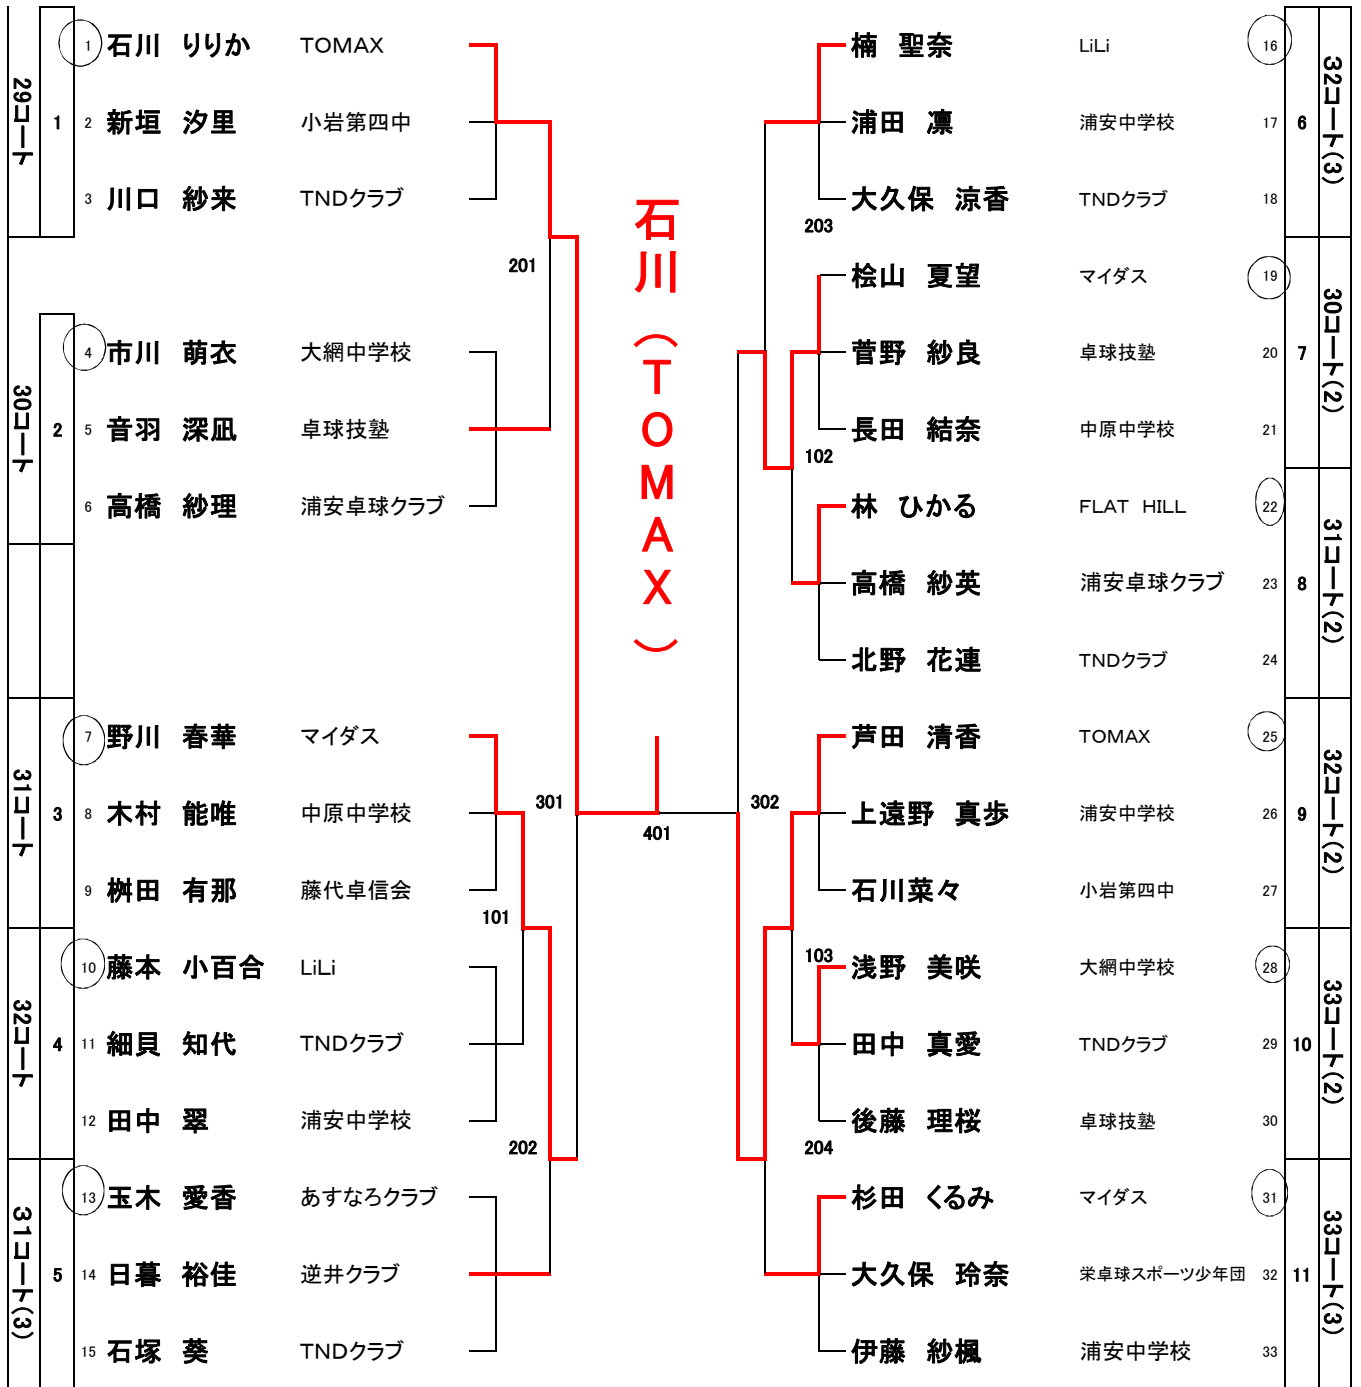 29コート
1
1 石川 りりか TOMAX
2 新垣 汐里 小岩第四中
3 川口 紗来 TNDクラブ
201
30コート
2
4 市川 萌衣 大網中学校
5 音羽 深凪 卓球技塾
6 高橋 紗理 浦安卓球クラブ
31コート
3
7 野川 春華 マイダス
8 木村 能唯 中原中学校
9 桝田 有那 藤代卓信会
301
101
32コート
4
10 藤本 小百合 LiLi
11 細貝 知代 TNDクラブ
12 田中 翠 浦安中学校
202
31コート(3)
5
13 玉木 愛香 あすなろクラブ
14 日暮 裕佳 逆井クラブ
15 石塚 葵 TNDクラブ
石川(TOMAX)
401
楠 聖奈 LiLi 16
浦田 凛 浦安中学校 17
大久保 涼香 TNDクラブ 18
6
32コート(3)
203
桧山 夏望 マイダス 19
菅野 紗良 卓球技塾 20
長田 結奈 中原中学校 21
7
30コート(2)
102
林 ひかる FLAT HILL 22
高橋 紗英 浦安卓球クラブ 23
北野 花連 TNDクラブ 24
8
31コート(2)
302
芦田 清香 TOMAX 25
上遠野 真歩 浦安中学校 26
石川菜々 小岩第四中 27
9
32コート(2)
103
浅野 美咲 大網中学校 28
田中 真愛 TNDクラブ 29
後藤 理桜 卓球技塾 30
10
33コート(2)
204
杉田 くるみ マイダス 31
大久保 玲奈 栄卓球スポーツ少年団 32
伊藤 紗楓 浦安中学校 33
11
33コート(3)